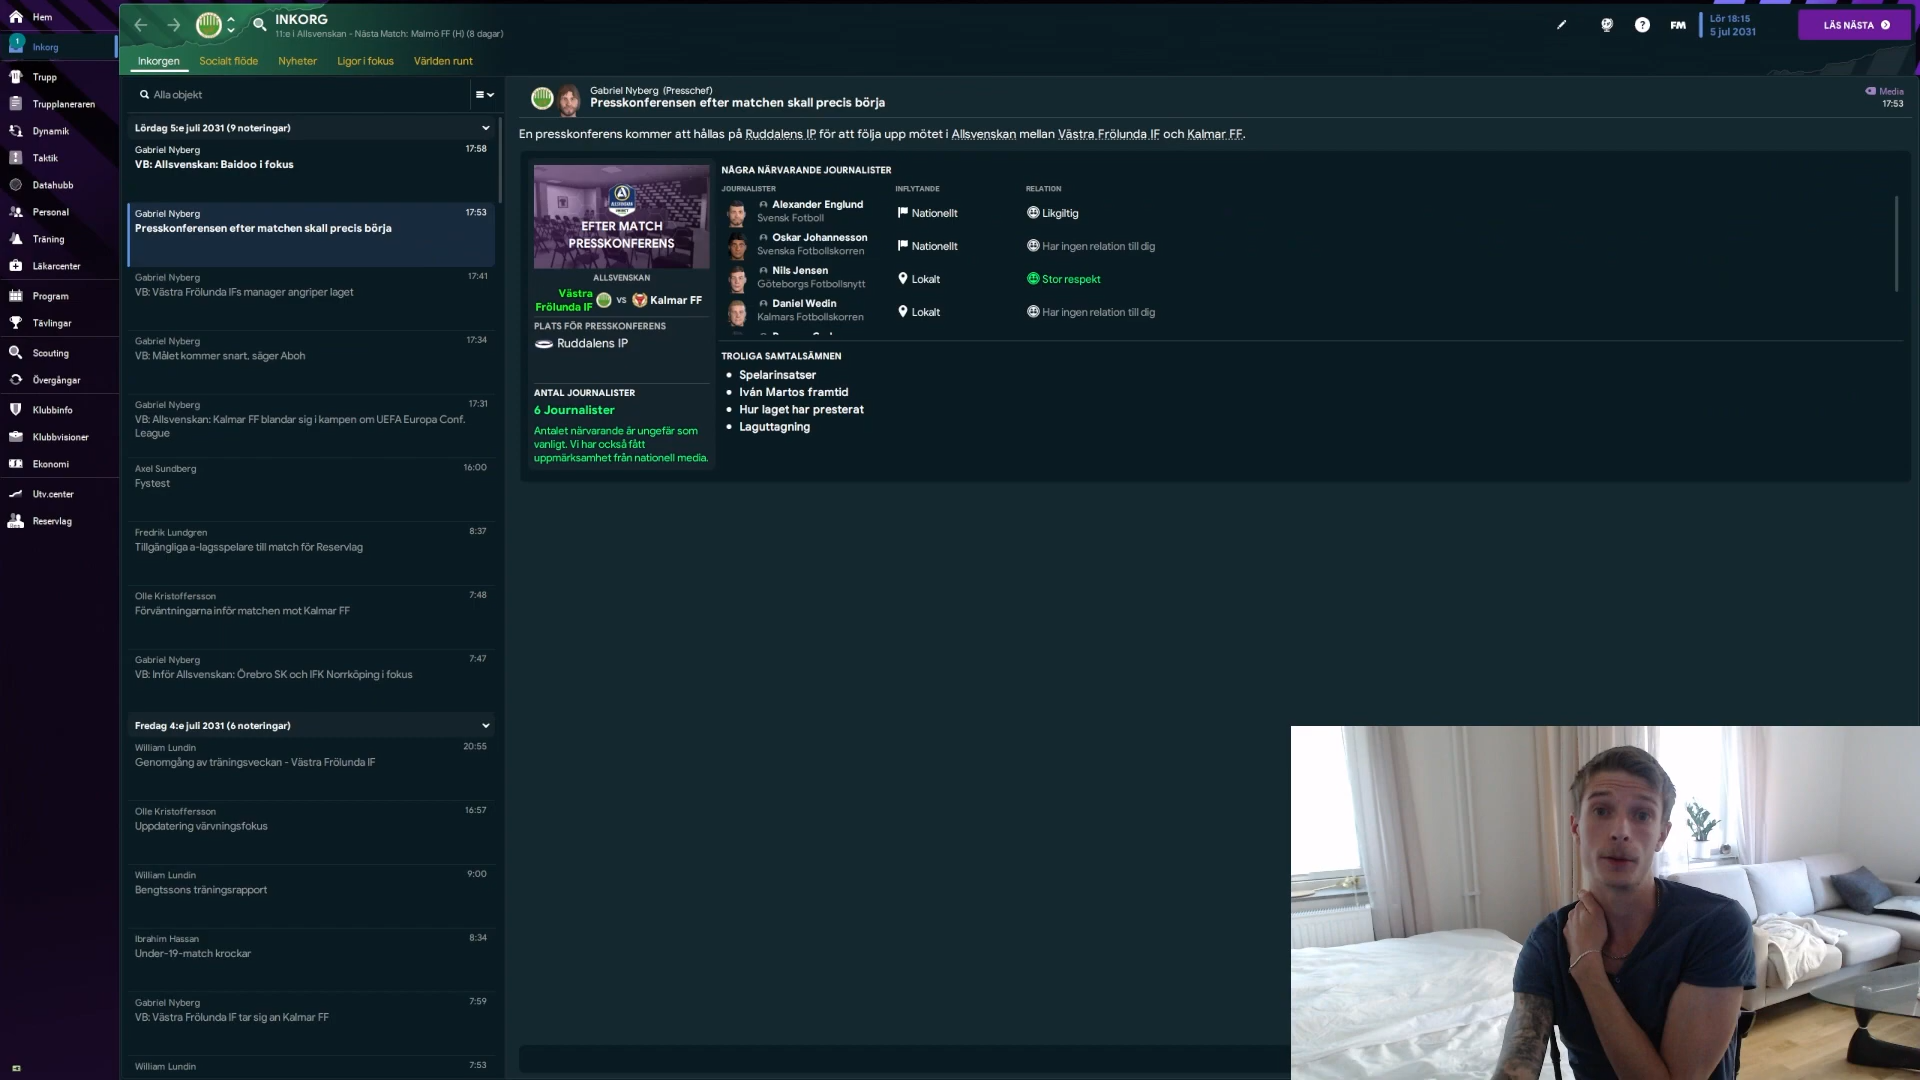 Hem
Inkorg
Trupp
Trupplaneraren
Dynamik
Taktik
Datahubb
Personal
Träning
Läkarcenter
Program
Tävlingar
Scouting
Övergångar
Klubbinfo
Klubbvisioner
Ekonomi
Utv.center
Reservlag
1
INKORG
11:e i Allsvenskan - Nästa Match: Malmö FF (H) (8 dagar)
FM
Lör 18:15
5 jul 2031
LÄS NÄSTA
Inkorgen
Socialt flöde
Nyheter
Ligor i fokus
Världen runt
Alla objekt
Lördag 5:e juli 2031 (9 noteringar)
Gabriel Nyberg 17:58
VB: Allsvenskan: Baidoo i fokus
Gabriel Nyberg 17:53
Presskonferensen efter matchen skall precis börja
Gabriel Nyberg 17:41
VB: Västra Frölunda IFs manager angriper laget
Gabriel Nyberg 17:34
VB: Målet kommer snart, säger Aboh
Gabriel Nyberg 17:31
VB: Allsvenskan: Kalmar FF blandar sig i kampen om UEFA Europa Conf.
League
Axel Sundberg 16:00
Fystest
Fredrik Lundgren 8:37
Tillgängliga a-lagsspelare till match för Reservlag
Olle Kristoffersson 7:48
Förväntningarna inför matchen mot Kalmar FF
Gabriel Nyberg 7:47
VB: Inför Allsvenskan: Örebro SK och IFK Norrköping i fokus
Fredag 4:e juli 2031 (6 noteringar)
William Lundin 20:55
Genomgång av träningsveckan - Västra Frölunda IF
Olle Kristoffersson 16:57
Uppdatering värvningsfokus
William Lundin 9:00
Bengtssons träningsrapport
Ibrahim Hassan 8:34
Under-19-match krockar
Gabriel Nyberg 7:59
VB: Västra Frölunda IF tar sig an Kalmar FF
William Lundin 7:53
Gabriel Nyberg (Presschef)
Presskonferensen efter matchen skall precis börja
Media
17:53
En presskonferens kommer att hållas på Ruddalens IP för att följa upp mötet i Allsvenskan mellan Västra Frölunda IF och Kalmar FF.
EFTER MATCH
PRESSKONFERENS
ALLSVENSKAN
Västra
Frölunda IF vs Kalmar FF
PLATS FÖR PRESSKONFERENS
Ruddalens IP
ANTAL JOURNALISTER
6 Journalister
Antalet närvarande är ungefär som
vanligt. Vi har också fått
uppmärksamhet från nationell media.
NÅGRA NÄRVARANDE JOURNALISTER
JOURNALISTER INFLYTANDE RELATION
Alexander Englund
Svensk Fotboll
Nationellt Likgiltig
Oskar Johannesson
Svenska Fotbollskorren
Nationellt Har ingen relation till dig
Nils Jensen
Göteborgs Fotbollsnytt
Lokalt Stor respekt
Daniel Wedin
Kalmars Fotbollskorren
Lokalt Har ingen relation till dig
TROLIGA SAMTALSÄMNEN
• Spelarinsatser
• Iván Martos framtid
• Hur laget har presterat
• Laguttagning